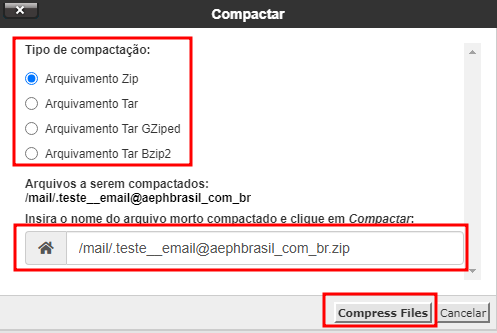 Compactar
Tipo de compactação:
Arquivamento Zip
Arquivamento Tar
Arquivamento Tar GZiped
Arquivamento Tar Bzip2
Arquivos a serem compactados:
/mail/.teste__email@aephbrasil_com_br
Insira o nome do arquivo morto compactado e clique em Compactar:
/mail/.teste__email@aephbrasil_com_br.zip
Compress Files Cancelar